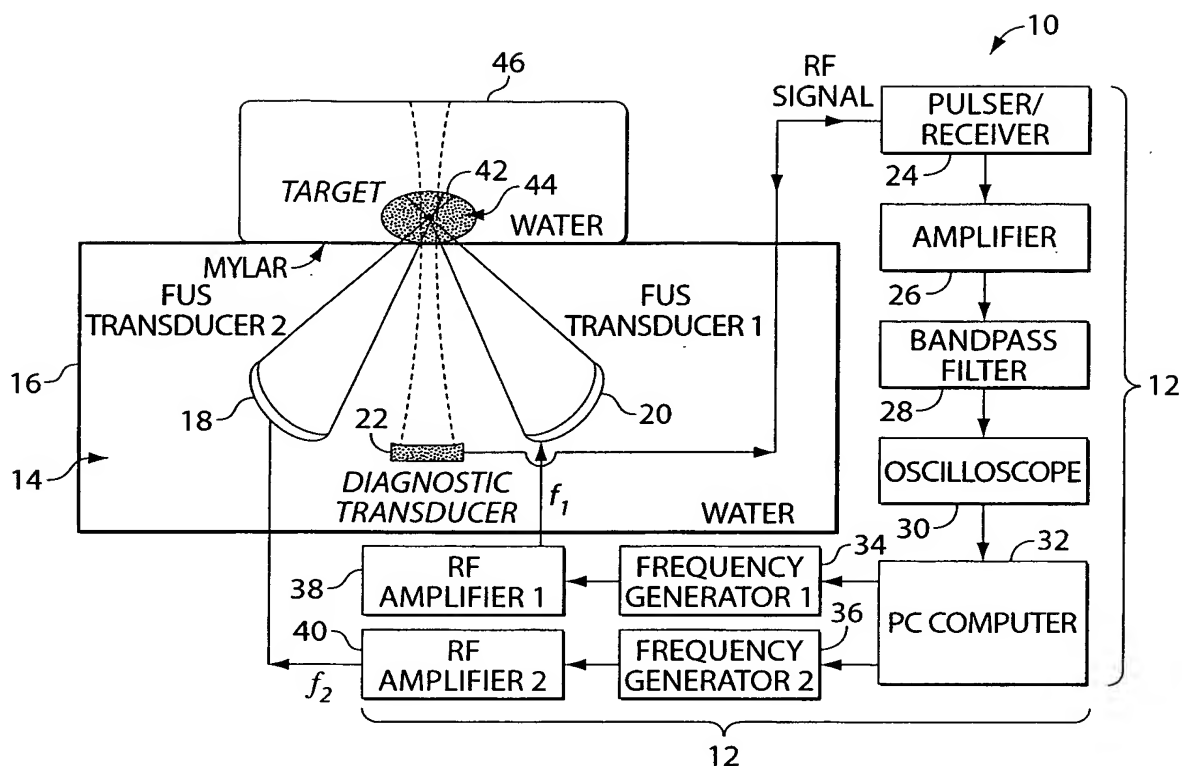 10
46
RF
SIGNAL
PULSER/
RECEIVER
24
TARGET
42
44
WATER
AMPLIFIER
26
MYLAR
FUS
TRANSDUCER 2
FUS
TRANSDUCER 1
BANDPASS
FILTER
28
12
16
18
20
22
14
DIAGNOSTIC
TRANSDUCER
f1
WATER
OSCILLOSCOPE
30
32
38
RF
AMPLIFIER 1
FREQUENCY
GENERATOR 1
34
PC COMPUTER
40
RF
AMPLIFIER 2
FREQUENCY
GENERATOR 2
36
f2
12